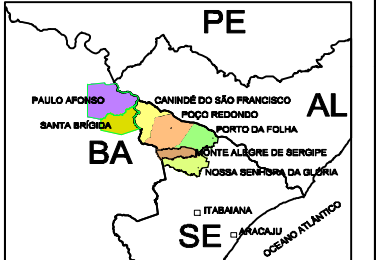 PE
PAULO AFONSO
CANINDÉ DO SÃO FRANCISCO
AL
POÇO REDONDO
SANTA BRÍGIDA
PORTO DA FOLHA
BA
MONTE ALEGRE DE SERGIPE
NOSSA SENHORA DA GLÓRIA
ITABAIANA
SE
ARACAJU
OCEANO ATLÂNTICO